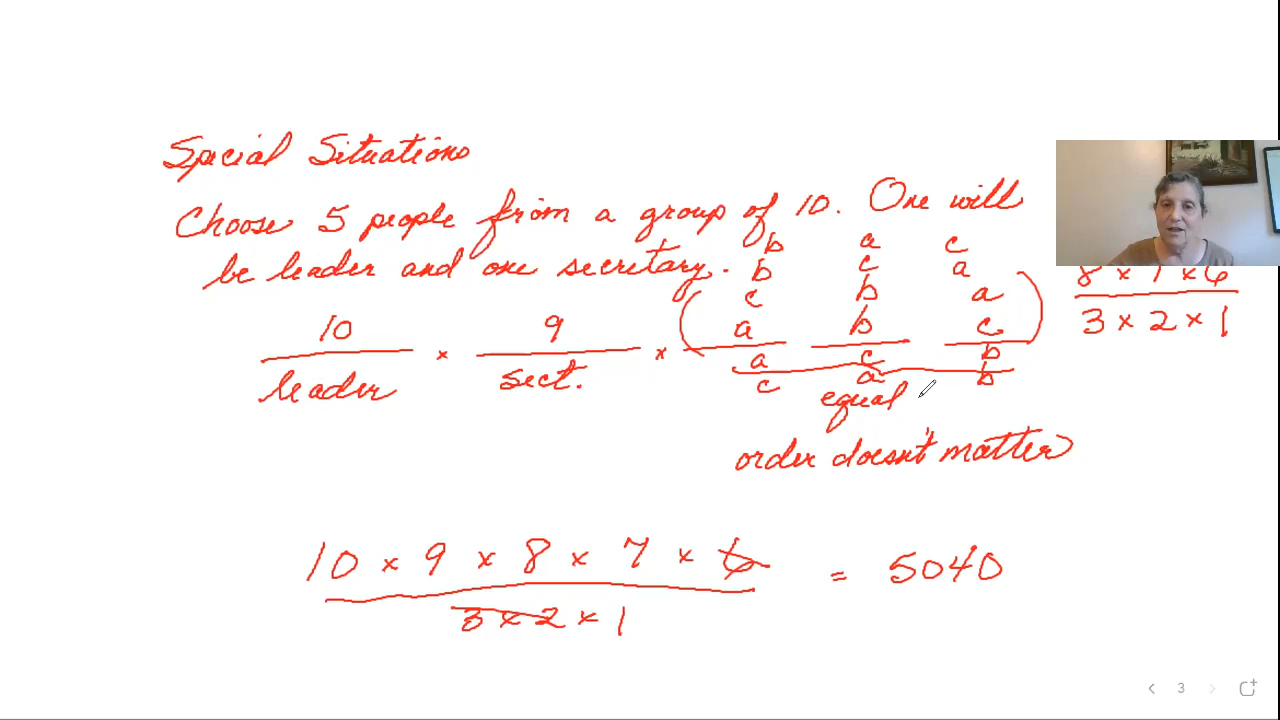 Special Situations
Choose 5 people from a group of 10. One will
b a c
be leader and one secretary. b c a
c b a
8 x 7 x 6
10 x 9 x ( a b c ) 3 x 2 x 1
leader sect. a c b
c a b
equal
order doesn't matter
10 x 9 x 8 x 7 x 6 = 5040
3 x 2 x 1
3